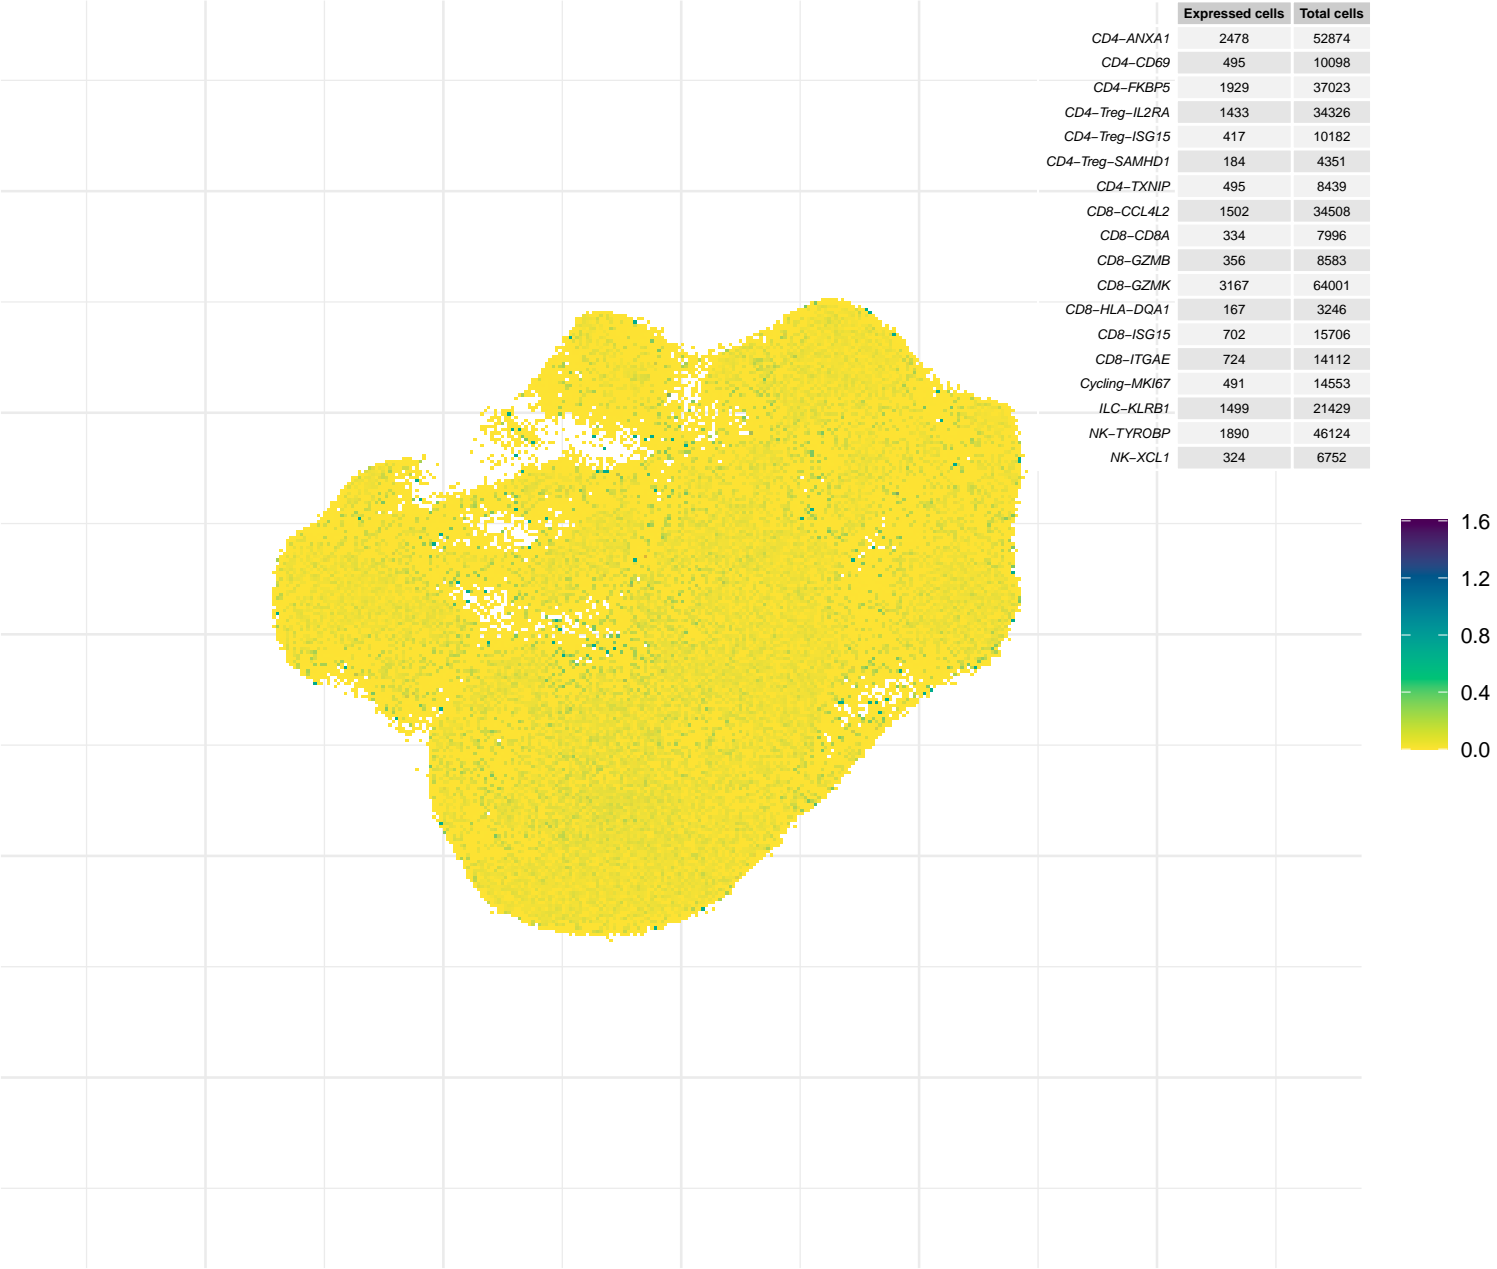 Expressed cells Total cells
CD4−ANXA1 2478 52874
CD4−CD69 495 10098
CD4−FKBP5 1929 37023
CD4−Treg−IL2RA 1433 34326
CD4−Treg−ISG15 417 10182
CD4−Treg−SAMHD1 184 4351
CD4−TXNIP 495 8439
CD8−CCL4L2 1502 34508
CD8−CD8A 334 7996
CD8−GZMB 356 8583
CD8−GZMK 3167 64001
CD8−HLA−DQA1 167 3246
CD8−ISG15 702 15706
CD8−ITGAE 724 14112
Cycling−MKI67 491 14553
ILC−KLRB1 1499 21429
NK−TYROBP 1890 46124
NK−XCL1 324 6752
1.6
1.2
0.8
0.4
0.0